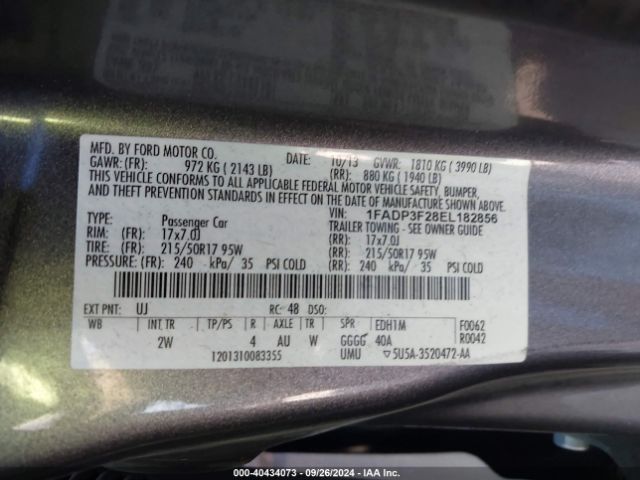 MFD. BY FORD MOTOR CO. DATE: 10/13 GVWR: 1810 KG ( 3990 LB)
GAWR: (FR): 972 KG ( 2143 LB) (RR): 880 KG ( 1940 LB)
THIS VEHICLE CONFORMS TO ALL APPLICABLE FEDERAL MOTOR VEHICLE SAFETY, BUMPER,
AND THEFT PREVENTION STANDARDS IN EFFECT ON THE DATE OF MANUFACTURE SHOWN ABOVE.
VIN: 1FADP3F28EL182856
TYPE: Passenger Car TRAILER TOWING - SEE OWNER GUIDE
RIM: (FR) 17x7.0J (RR): 17x7.0J
TIRE: (FR) 215/50R17 95W (RR): 215/50R17 95W
PRESSURE: (FR) 240 kPa/ 35 PSI COLD (RR) 240 kPa/ 35 PSI COLD
EXT PNT: UJ RC: 48 DSO:
WB INT TR TP/PS R AXLE TR SPR EDH1M F0062
2W 4 AU W GGGG 40A R0042
1201310083355 UMU ▽5U5A-3520472-AA
000-40434073 - 09/26/2024 - IAA Inc.